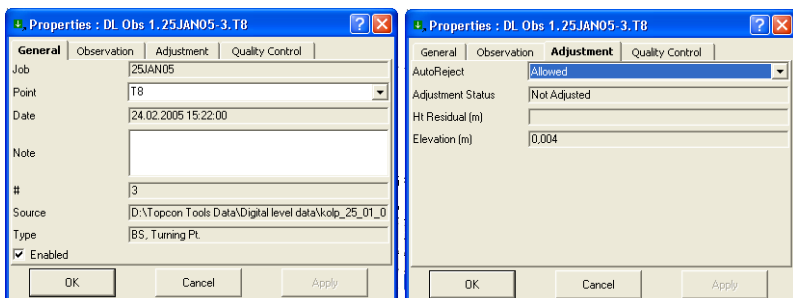 Properties : DL Obs 1.25JAN05-3.T8
General Observation Adjustment Quality Control
Job 25JAN05
Point T8
Date 24.02.2005 15:22:00
Note
# 3
Source D:\Topcon Tools Data\Digital level data\kolp_25_01_0
Type BS, Turning Pt.
Enabled
OK Cancel Apply
Properties : DL Obs 1.25JAN05-3.T8
General Observation Adjustment Quality Control
AutoReject Allowed
Adjustment Status Not Adjusted
Ht Residual (m)
Elevation (m) 0,004
OK Cancel Apply